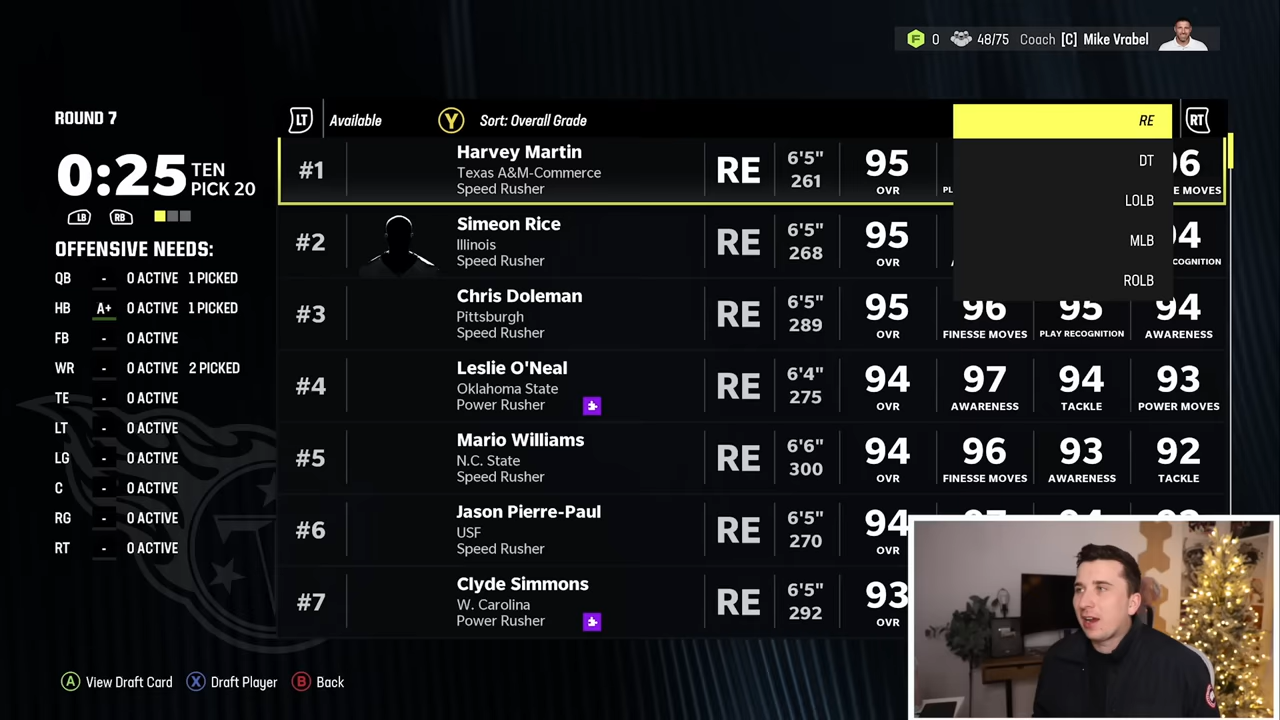 0 48/75 Coach [C] Mike Vrabel
ROUND 7
0:25 TEN PICK 20
LB RB
OFFENSIVE NEEDS:
QB - 0 ACTIVE 1 PICKED
HB A+ 0 ACTIVE 1 PICKED
FB - 0 ACTIVE
WR - 0 ACTIVE 2 PICKED
TE - 0 ACTIVE
LT - 0 ACTIVE
LG - 0 ACTIVE
C - 0 ACTIVE
RG - 0 ACTIVE
RT - 0 ACTIVE
LT Available Y Sort: Overall Grade RE RT
DT
LOLB
MLB
ROLB
#1 Harvey Martin RE 6'5" 95
Texas A&M-Commerce 261 OVR
Speed Rusher
#2 Simeon Rice RE 6'5" 95
Illinois 268 OVR
Speed Rusher
#3 Chris Doleman RE 6'5" 95 96 95 94
Pittsburgh 289 OVR FINESSE MOVES PLAY RECOGNITION AWARENESS
Speed Rusher
#4 Leslie O'Neal RE 6'4" 94 97 94 93
Oklahoma State 275 OVR AWARENESS TACKLE POWER MOVES
Power Rusher
#5 Mario Williams RE 6'6" 94 96 93 92
N.C. State 300 OVR FINESSE MOVES AWARENESS TACKLE
Speed Rusher
#6 Jason Pierre-Paul RE 6'5" 94
USF 270 OVR
Speed Rusher
#7 Clyde Simmons RE 6'5" 93
W. Carolina 292 OVR
Power Rusher
A View Draft Card X Draft Player B Back